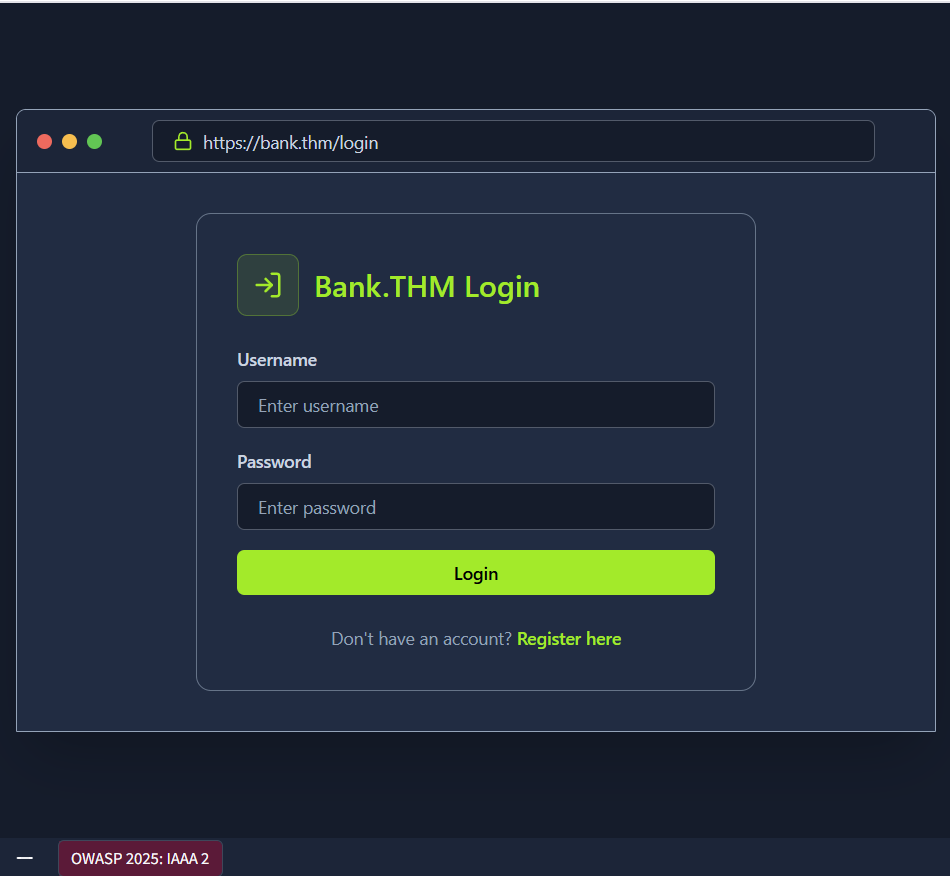 https://bank.thm/login
Bank.THM Login
Username
Enter username
Password
Enter password
Login
Don't have an account? Register here
OWASP 2025: IAAA 2